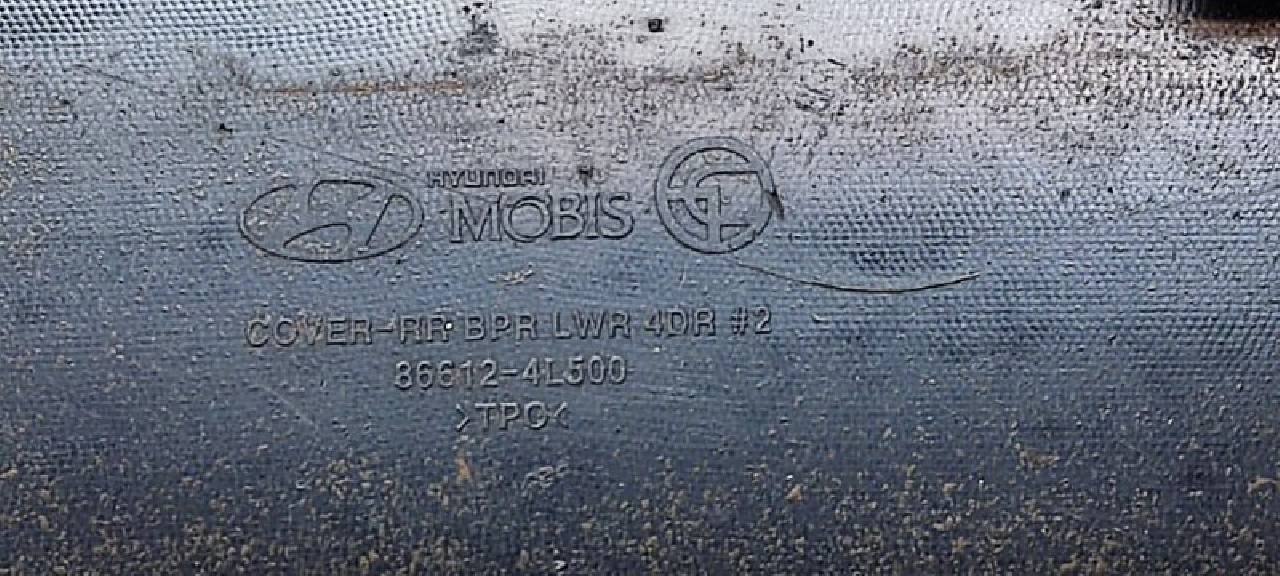 HYUNDAI
MOBIS
COVER-RR BPR LWR 4DR #2
86612-4L500
>TPO<